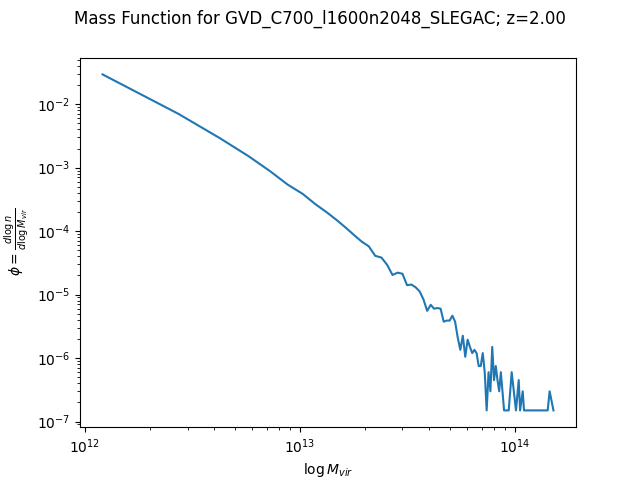 Mass Function for GVD_C700_l1600n2048_SLEGAC; z=2.00
10⁻²
10⁻³
10⁻⁴
10⁻⁵
10⁻⁶
10⁻⁷
ϕ = d log n / d log M_vir
10¹² 10¹³ 10¹⁴
log M_vir